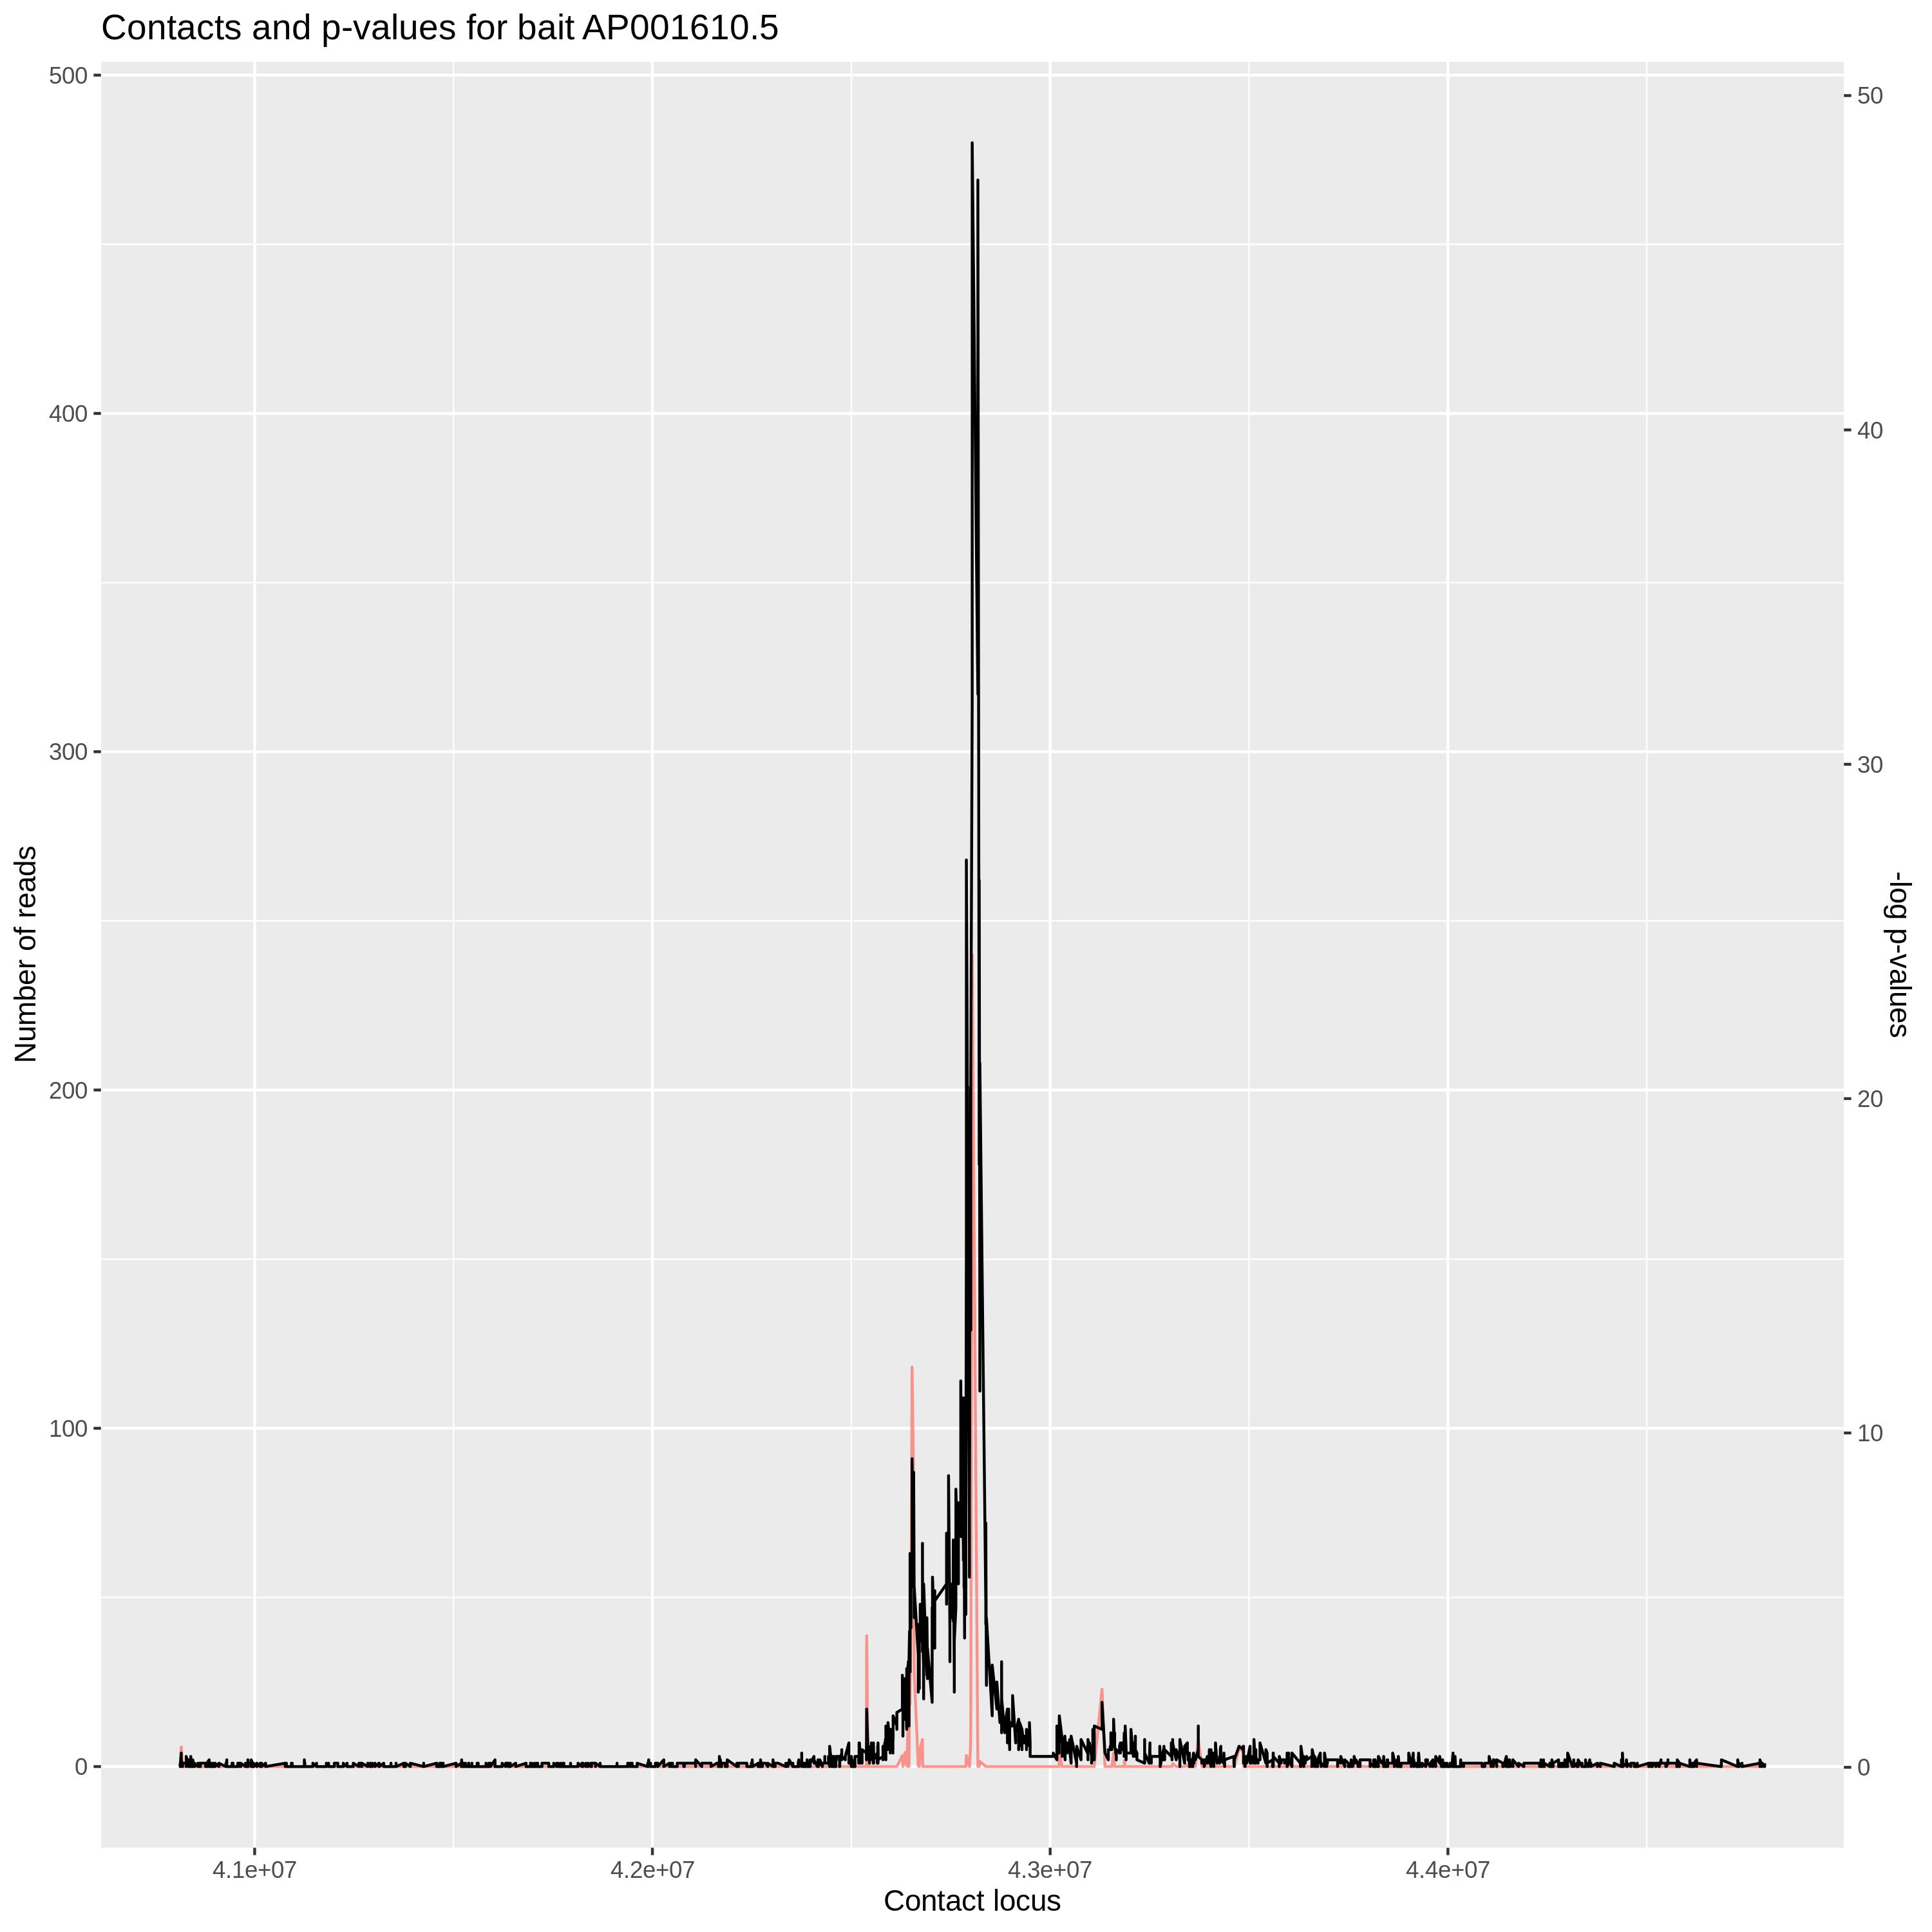 Contacts and p-values for bait AP001610.5
500
400
300
200
100
0
Number of reads
50
40
30
20
10
0
-log p-values
4.1e+07
4.2e+07
4.3e+07
4.4e+07
Contact locus